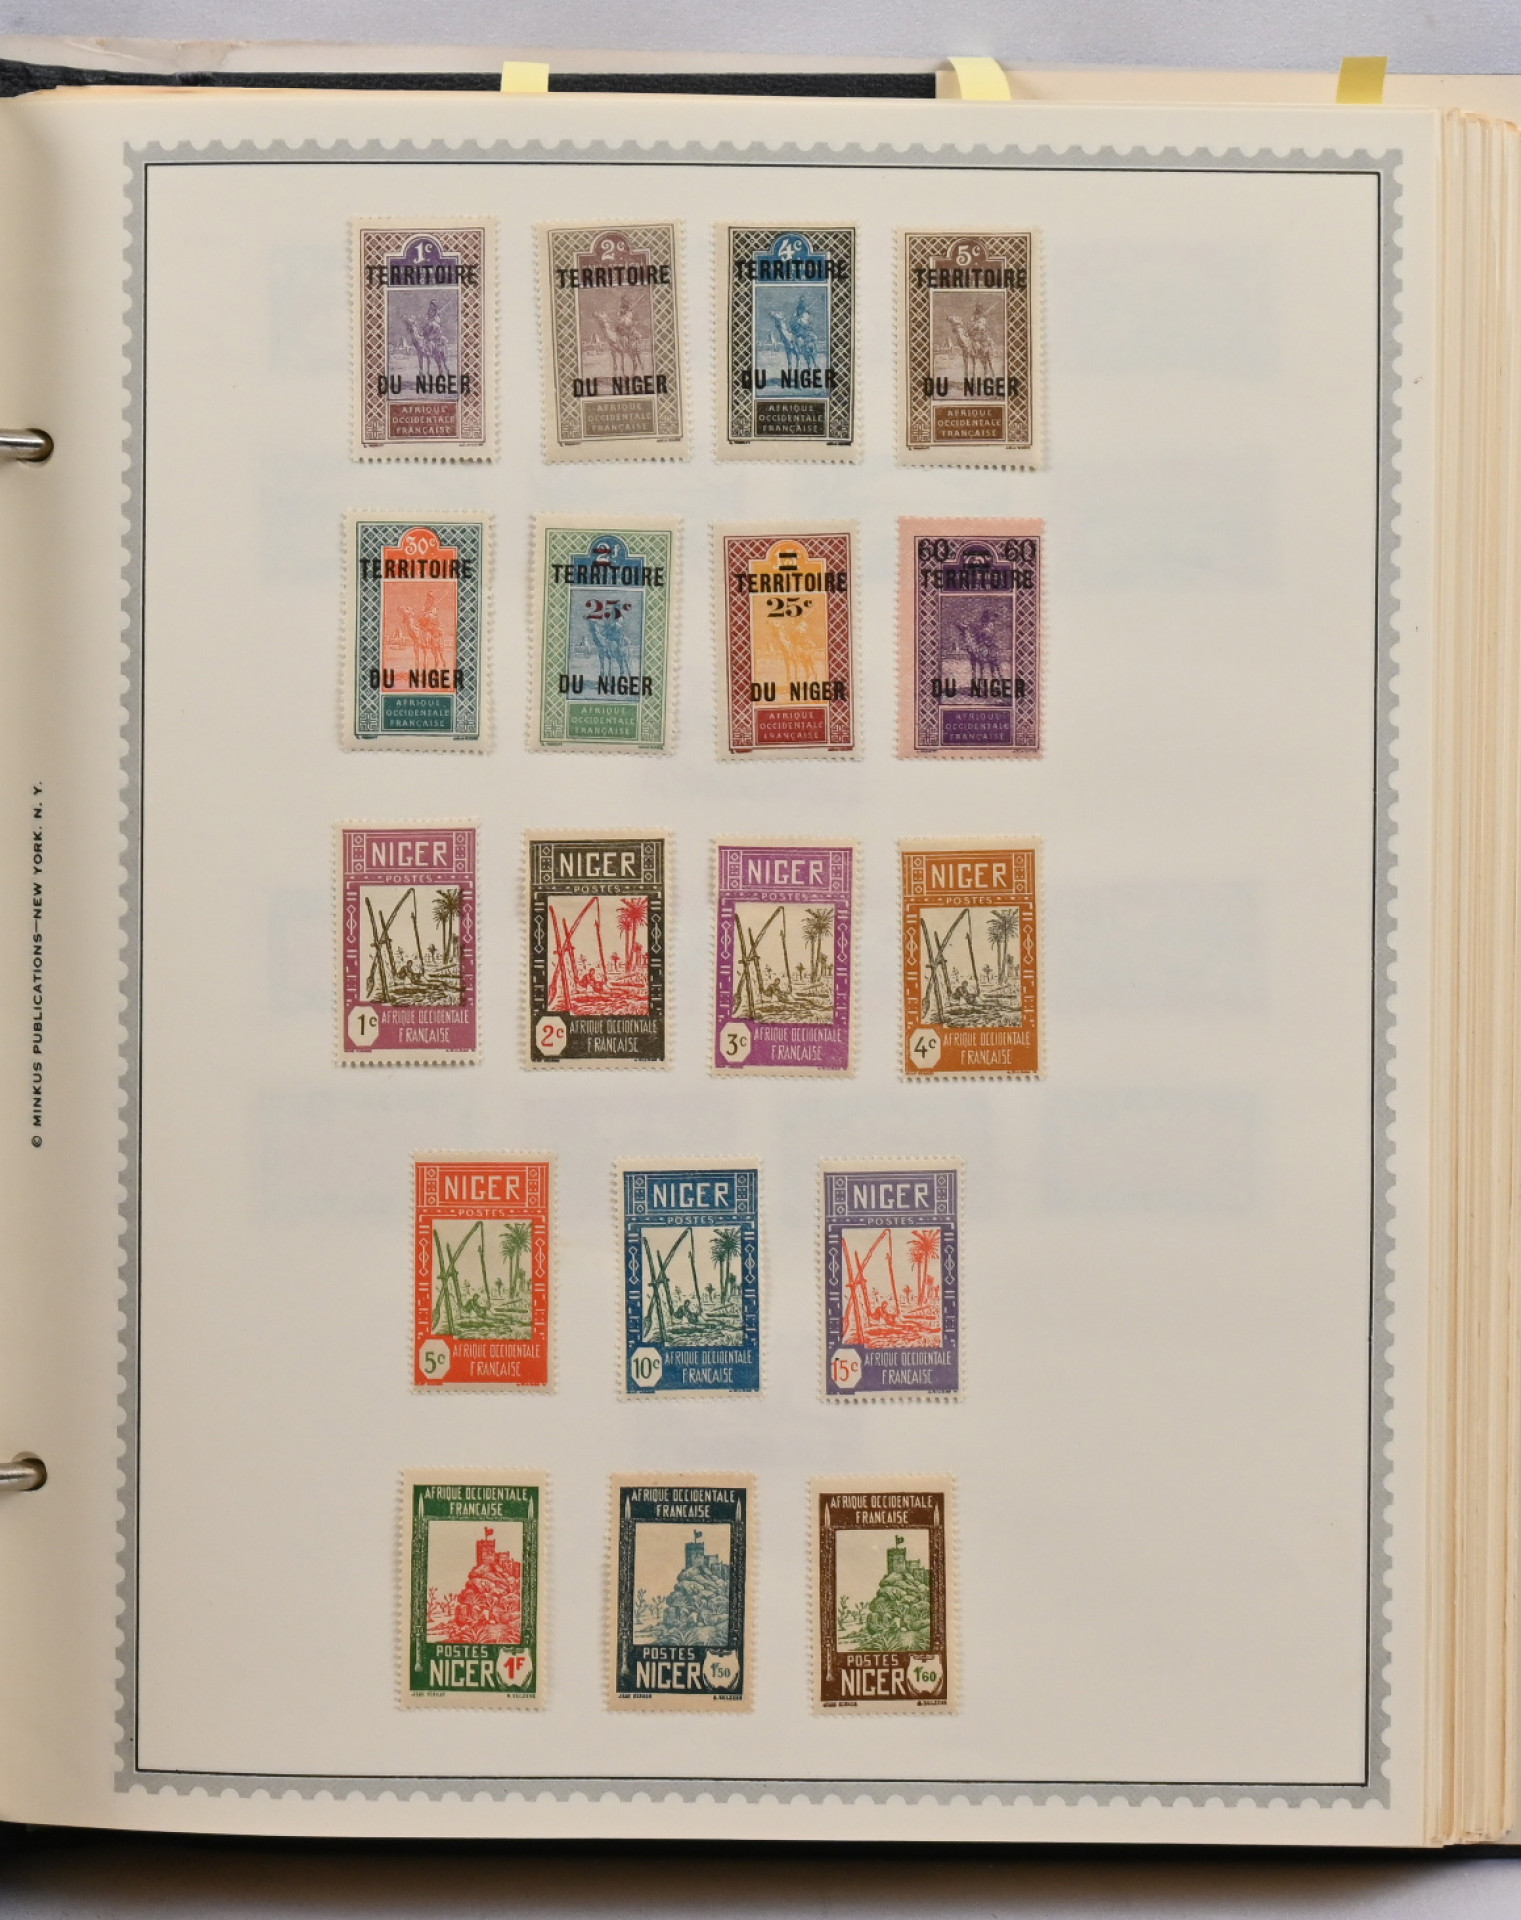 1c
TERRITOIRE
DU NIGER
AFRIQUE
OCCIDENTALE
FRANÇAISE
2c
TERRITOIRE
DU NIGER
AFRIQUE
OCCIDENTALE
FRANÇAISE
4c
TERRITOIRE
DU NIGER
AFRIQUE
OCCIDENTALE
FRANÇAISE
5c
TERRITOIRE
DU NIGER
AFRIQUE
OCCIDENTALE
FRANÇAISE
30c
TERRITOIRE
DU NIGER
AFRIQUE
OCCIDENTALE
FRANÇAISE
2f
TERRITOIRE
25c
DU NIGER
AFRIQUE
OCCIDENTALE
FRANÇAISE
TERRITOIRE
25c
DU NIGER
AFRIQUE
OCCIDENTALE
FRANÇAISE
60 60
TERRITOIRE
DU NIGER
AFRIQUE
OCCIDENTALE
FRANÇAISE
NIGER
POSTES
1c AFRIQUE OCCIDENTALE
FRANÇAISE
NIGER
POSTES
2c AFRIQUE OCCIDENTALE
FRANÇAISE
NIGER
POSTES
3c AFRIQUE OCCIDENTALE
FRANÇAISE
NIGER
POSTES
4c AFRIQUE OCCIDENTALE
FRANÇAISE
NIGER
POSTES
5c AFRIQUE OCCIDENTALE
FRANÇAISE
NIGER
POSTES
10c AFRIQUE OCCIDENTALE
FRANÇAISE
NIGER
POSTES
15c AFRIQUE OCCIDENTALE
FRANÇAISE
AFRIQUE OCCIDENTALE
FRANÇAISE
POSTES
NIGER 1F
AFRIQUE OCCIDENTALE
FRANÇAISE
POSTES
NIGER 1F50
AFRIQUE OCCIDENTALE
FRANÇAISE
POSTES
NIGER 1F60
© MINKUS PUBLICATIONS—NEW YORK, N. Y.